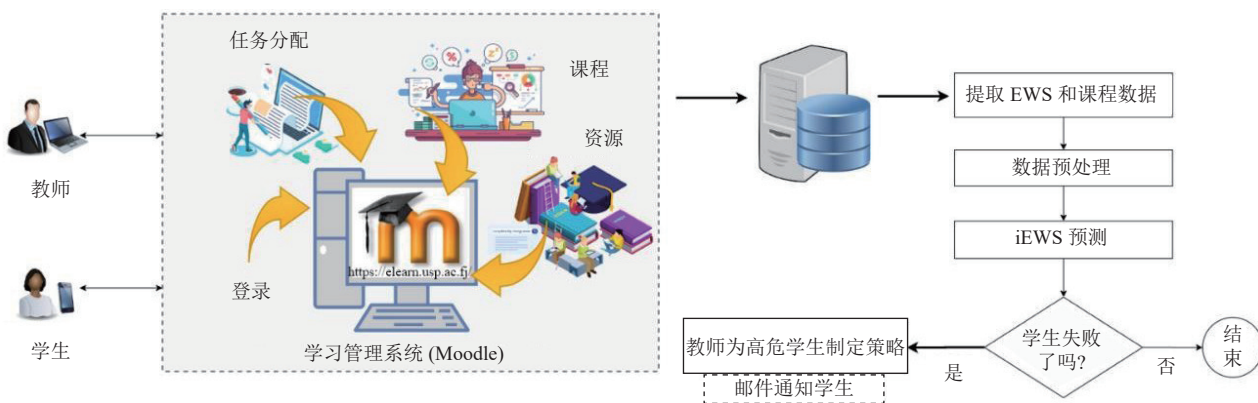 任务分配
课程
资源
教师
学生
登录
m
https://elearn.usp.ac.fj/
学习管理系统 (Moodle)
提取 EWS 和课程数据
数据预处理
iEWS 预测
学生失败
了吗?
是
否
结
束
教师为高危学生制定策略
邮件通知学生